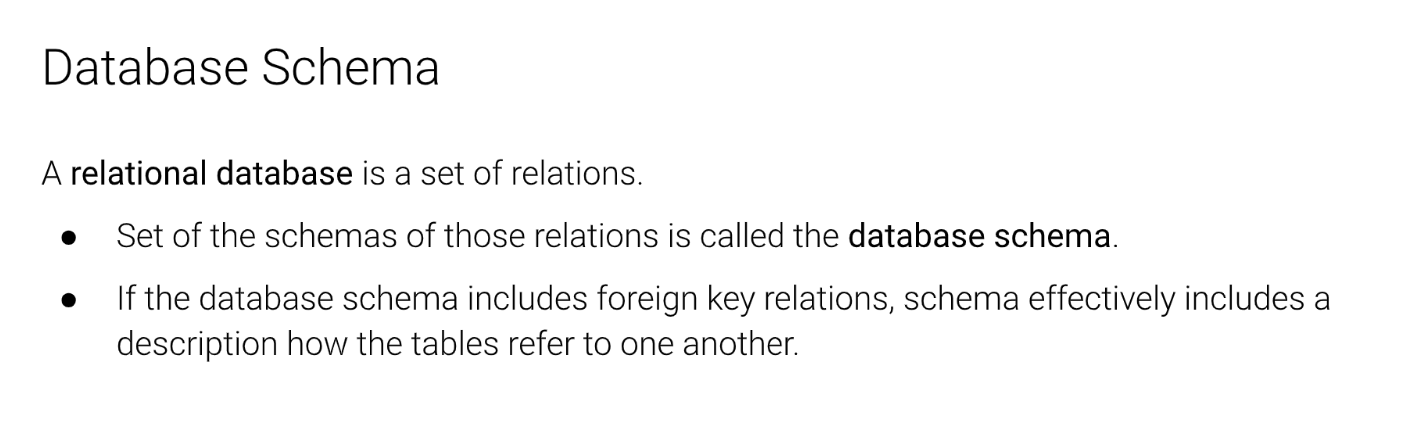 Database Schema
A relational database is a set of relations.
● Set of the schemas of those relations is called the database schema.
● If the database schema includes foreign key relations, schema effectively includes a
description how the tables refer to one another.